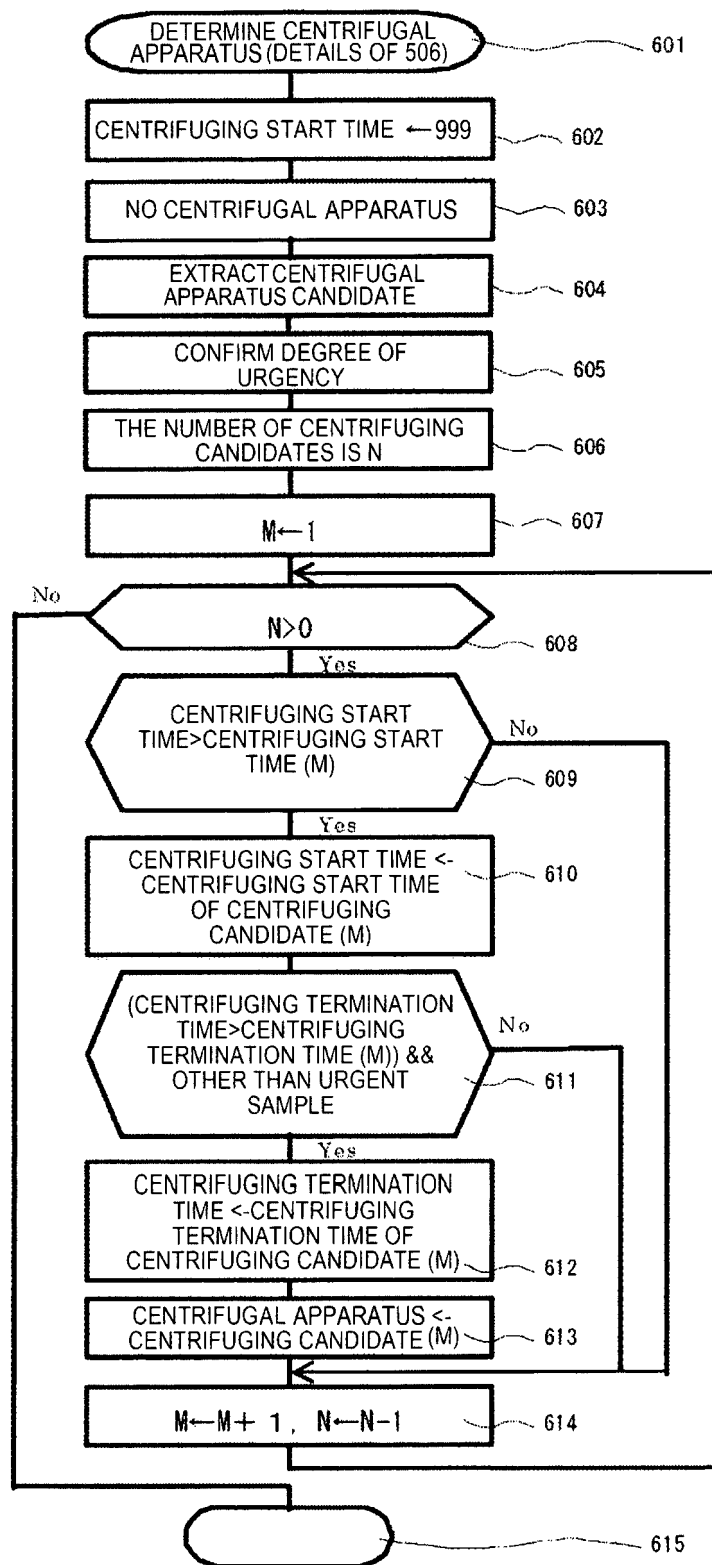 DETERMINE CENTRIFUGAL
APPARATUS (DETAILS OF 506)
601
CENTRIFUGING START TIME ←999
602
NO CENTRIFUGAL APPARATUS
603
EXTRACT CENTRIFUGAL
APPARATUS CANDIDATE
604
CONFIRM DEGREE OF
URGENCY
605
THE NUMBER OF CENTRIFUGING
CANDIDATES IS N
606
M←1
607
No
N>0
608
Yes
CENTRIFUGING START
TIME>CENTRIFUGING START
TIME (M)
No
609
Yes
CENTRIFUGING START TIME <-
CENTRIFUGING START TIME
OF CENTRIFUGING
CANDIDATE (M)
610
(CENTRIFUGING TERMINATION
TIME>CENTRIFUGING
TERMINATION TIME (M)) &&
OTHER THAN URGENT
SAMPLE
No
611
Yes
CENTRIFUGING TERMINATION
TIME <-CENTRIFUGING
TERMINATION TIME OF
CENTRIFUGING CANDIDATE (M)
612
CENTRIFUGAL APPARATUS <-
CENTRIFUGING CANDIDATE (M)
613
M←M+ 1, N←N-1
614
615